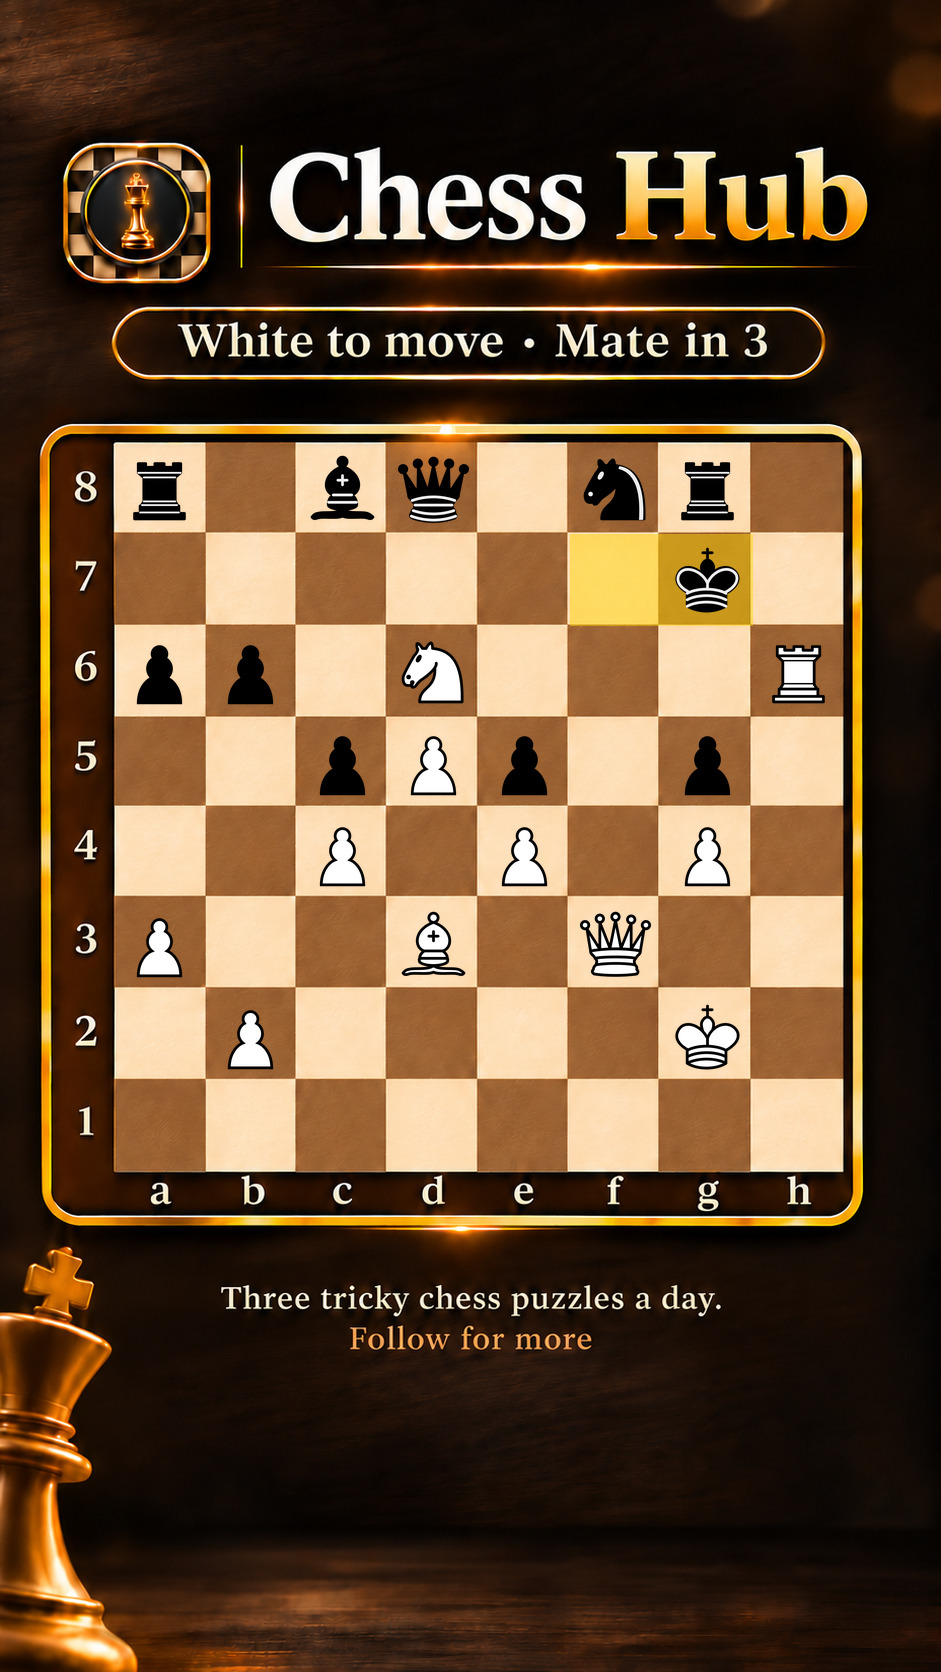 Chess Hub
White to move • Mate in 3
8
7
6
5
4
3
2
1
a b c d e f g h
Three tricky chess puzzles a day.
Follow for more